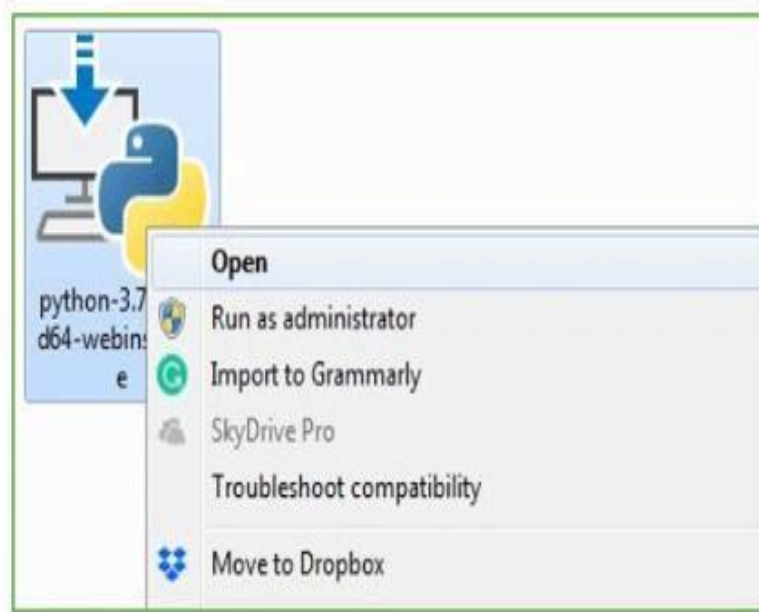 python-3.7
d64-webins
e
Open
Run as administrator
Import to Grammarly
SkyDrive Pro
Troubleshoot compatibility
Move to Dropbox